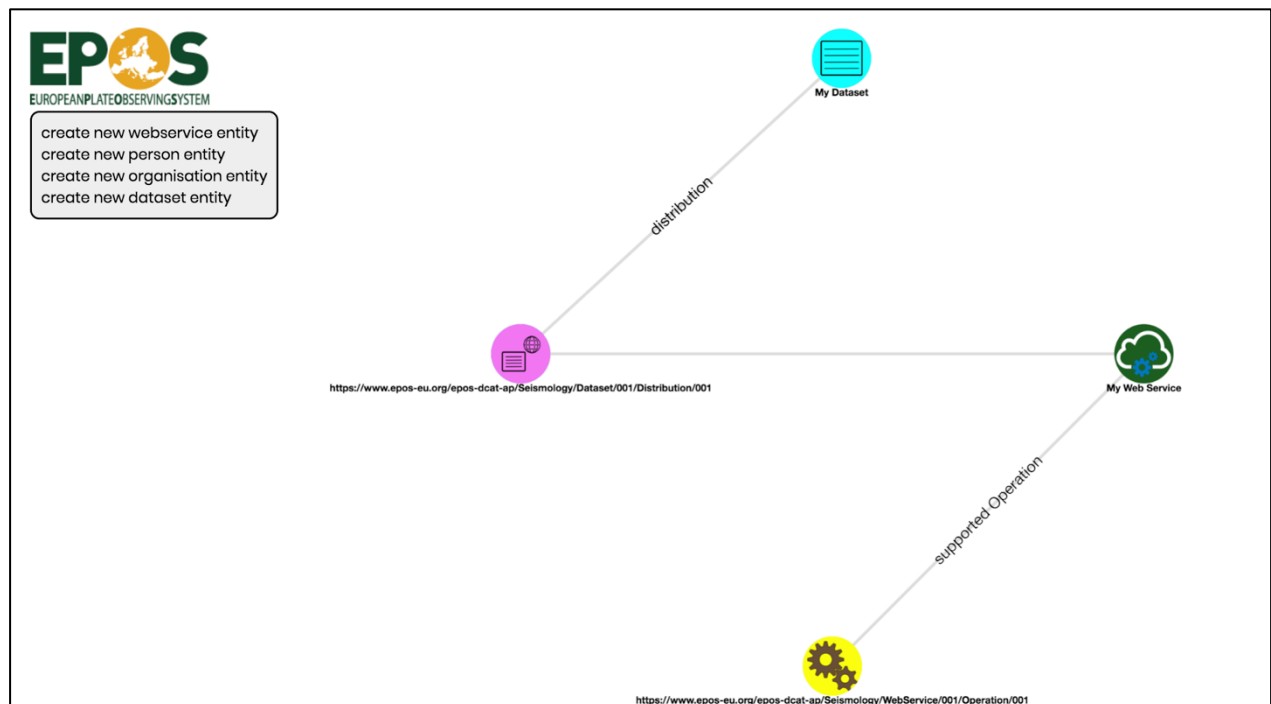 EPOS
EUROPEANPLATEOBSERVINGSYSTEM
create new webservice entity
create new person entity
create new organisation entity
create new dataset entity
My Dataset
distribution
https://www.epos-eu.org/epos-dcat-ap/Seismology/Dataset/001/Distribution/001
My Web Service
supported Operation
https://www.epos-eu.org/epos-dcat-ap/Seismology/WebService/001/Operation/001